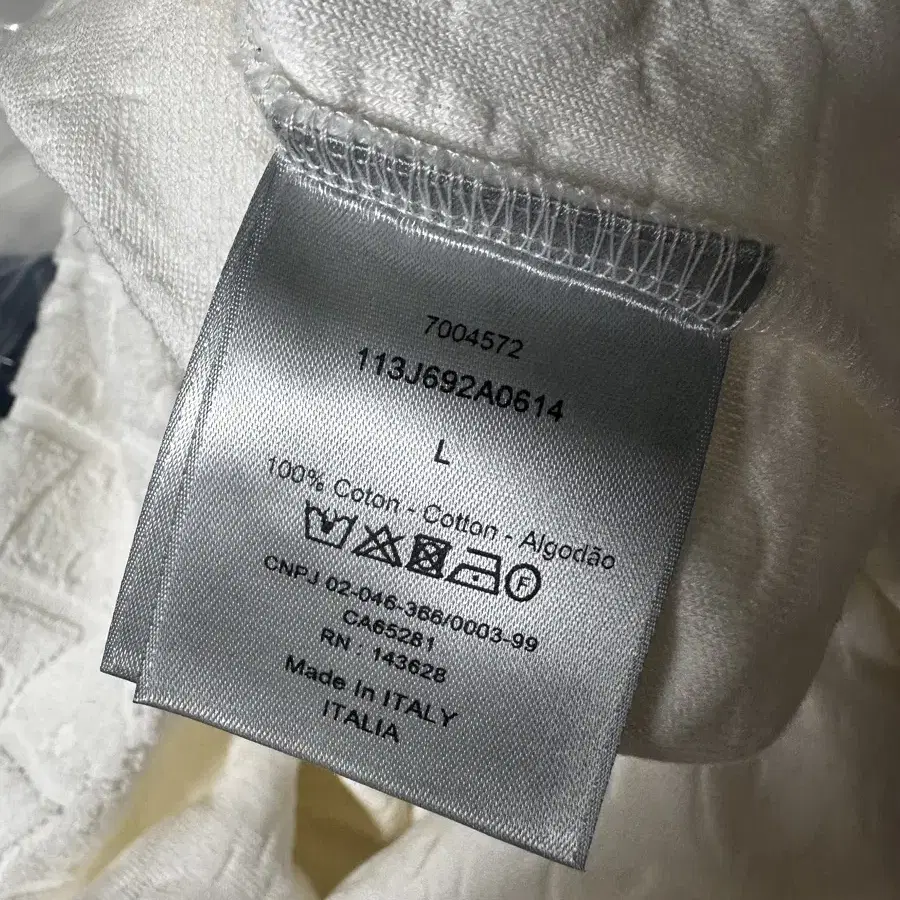 7004572
113J692A0614
L
100% Coton - Cotton - Algodão
F
CNPJ 02-046-366/0003-99
CA65281
RN : 143628
Made In ITALY
ITALIA